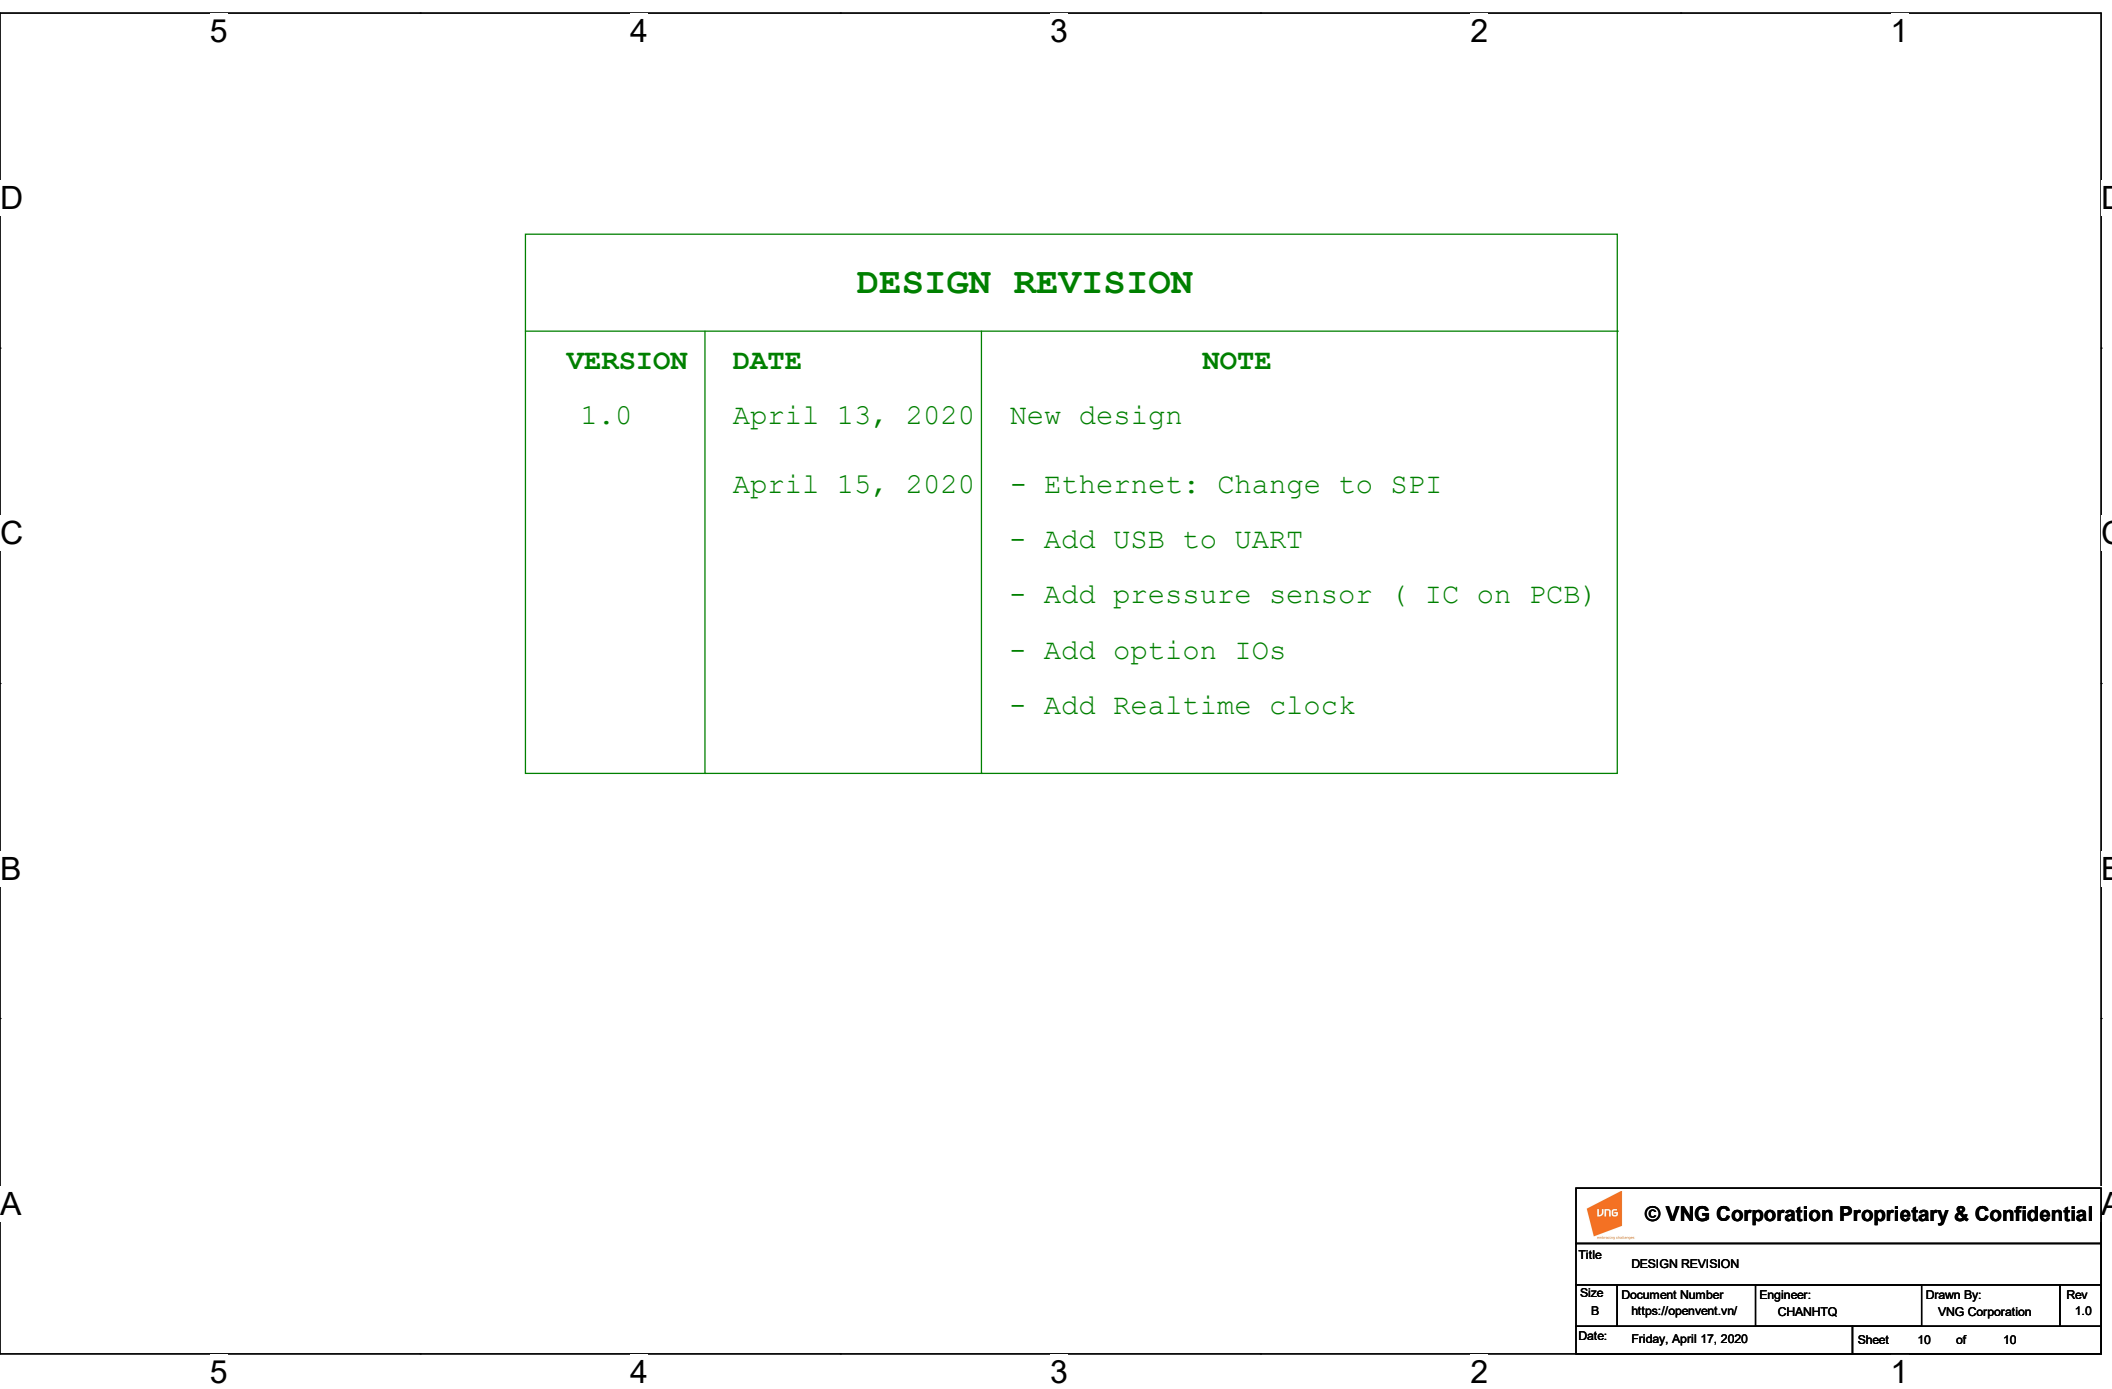 5 4 3 2 1
D D
DESIGN REVISION
VERSION DATE NOTE
1.0 April 13, 2020 New design
April 15, 2020 - Ethernet: Change to SPI
C C
- Add USB to UART
- Add pressure sensor ( IC on PCB)
- Add option IOs
- Add Realtime clock
B B
A A
vng
© VNG Corporation Proprietary & Confidential
Title
DESIGN REVISION
Size Document Number Engineer: Drawn By: Rev
B https://openvent.vn/ CHANHTQ VNG Corporation 1.0
Date: Friday, April 17, 2020 Sheet 10 of 10
5 4 3 2 1